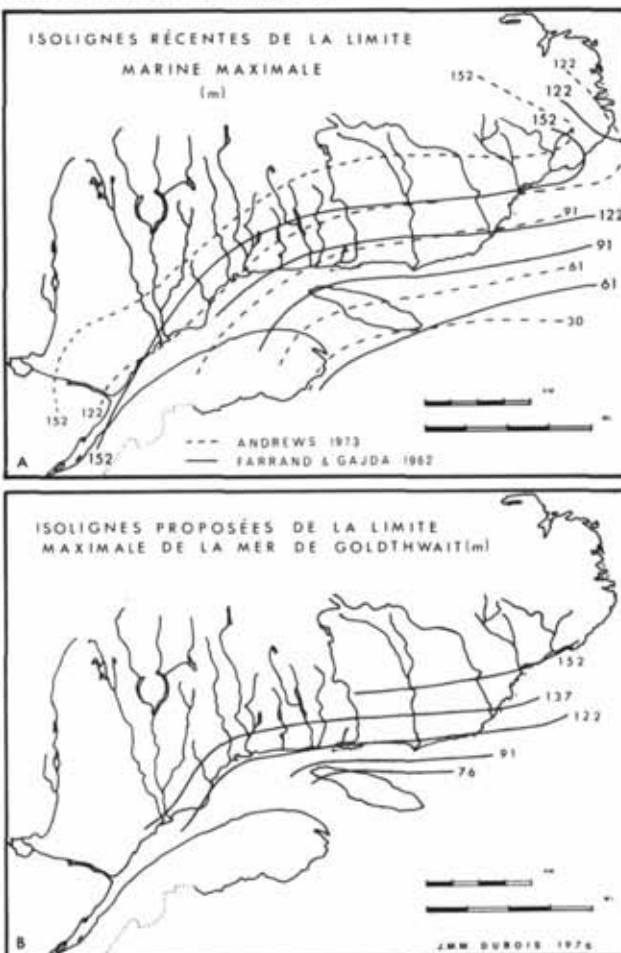 ISOLIGNES RÉCENTES DE LA LIMITE
MARINE MAXIMALE
(m)
152
122
122
152
91
122
91
61
61
30
152
122
152
A
ANDREWS 1973
FARRAND & GAJDA 1962
ISOLIGNES PROPOSÉES DE LA LIMITE
MAXIMALE DE LA MER DE GOLDTHWAIT(m)
152
137
122
91
76
B
JMM DUBOIS 1976